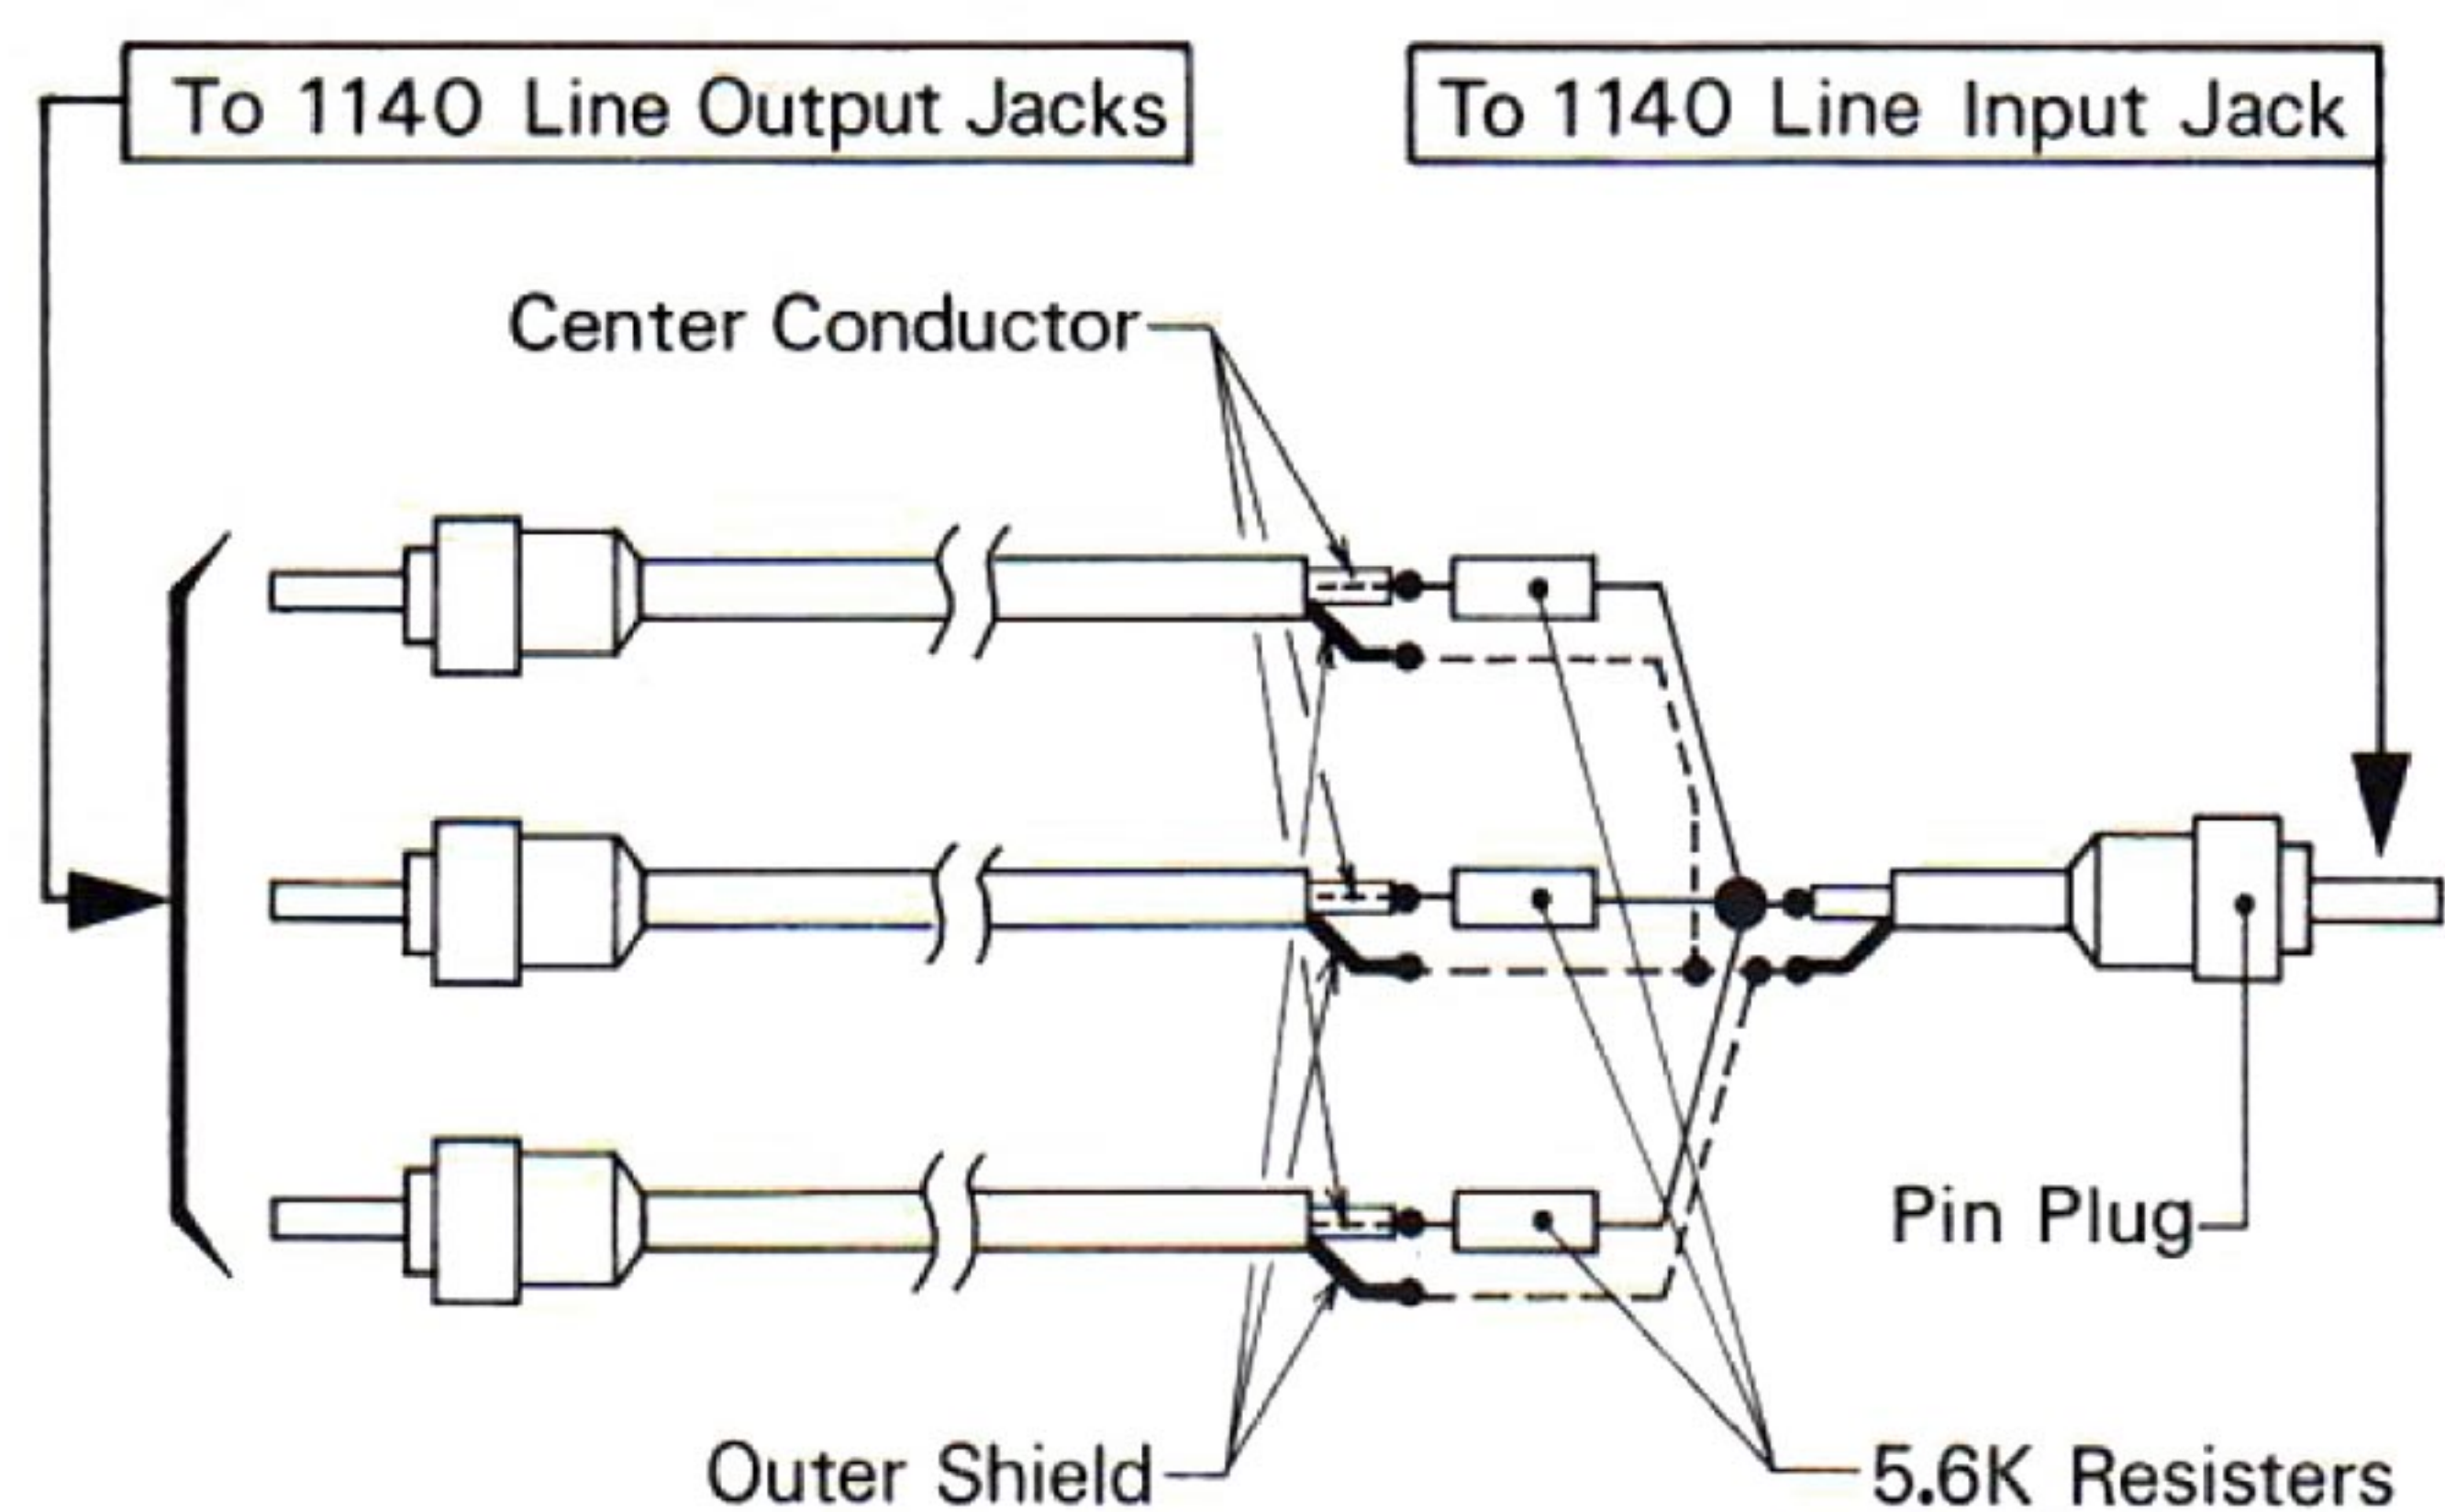 To 1140 Line Output Jacks
To 1140 Line Input Jack
Center Conductor
Pin Plug
Outer Shield
5.6K Resisters